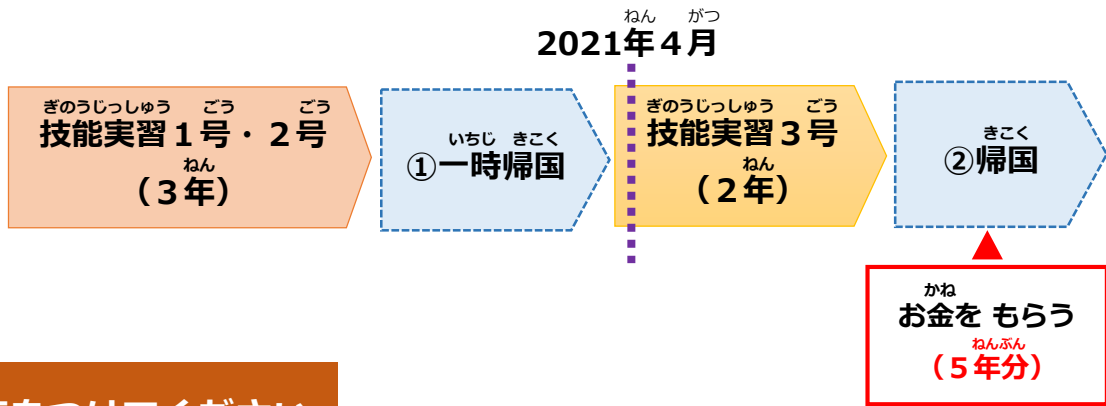 ねん がつ
2021年4月
ぎのうじっしゅう ごう ごう
技能実習1号・2号
ねん
（3年）
いちじ きこく
①一時帰国
ぎのうじっしゅう ごう
技能実習3号
ねん
（2年）
きこく
②帰国
かね
お金を もらう
ねんぶん
（5年分）